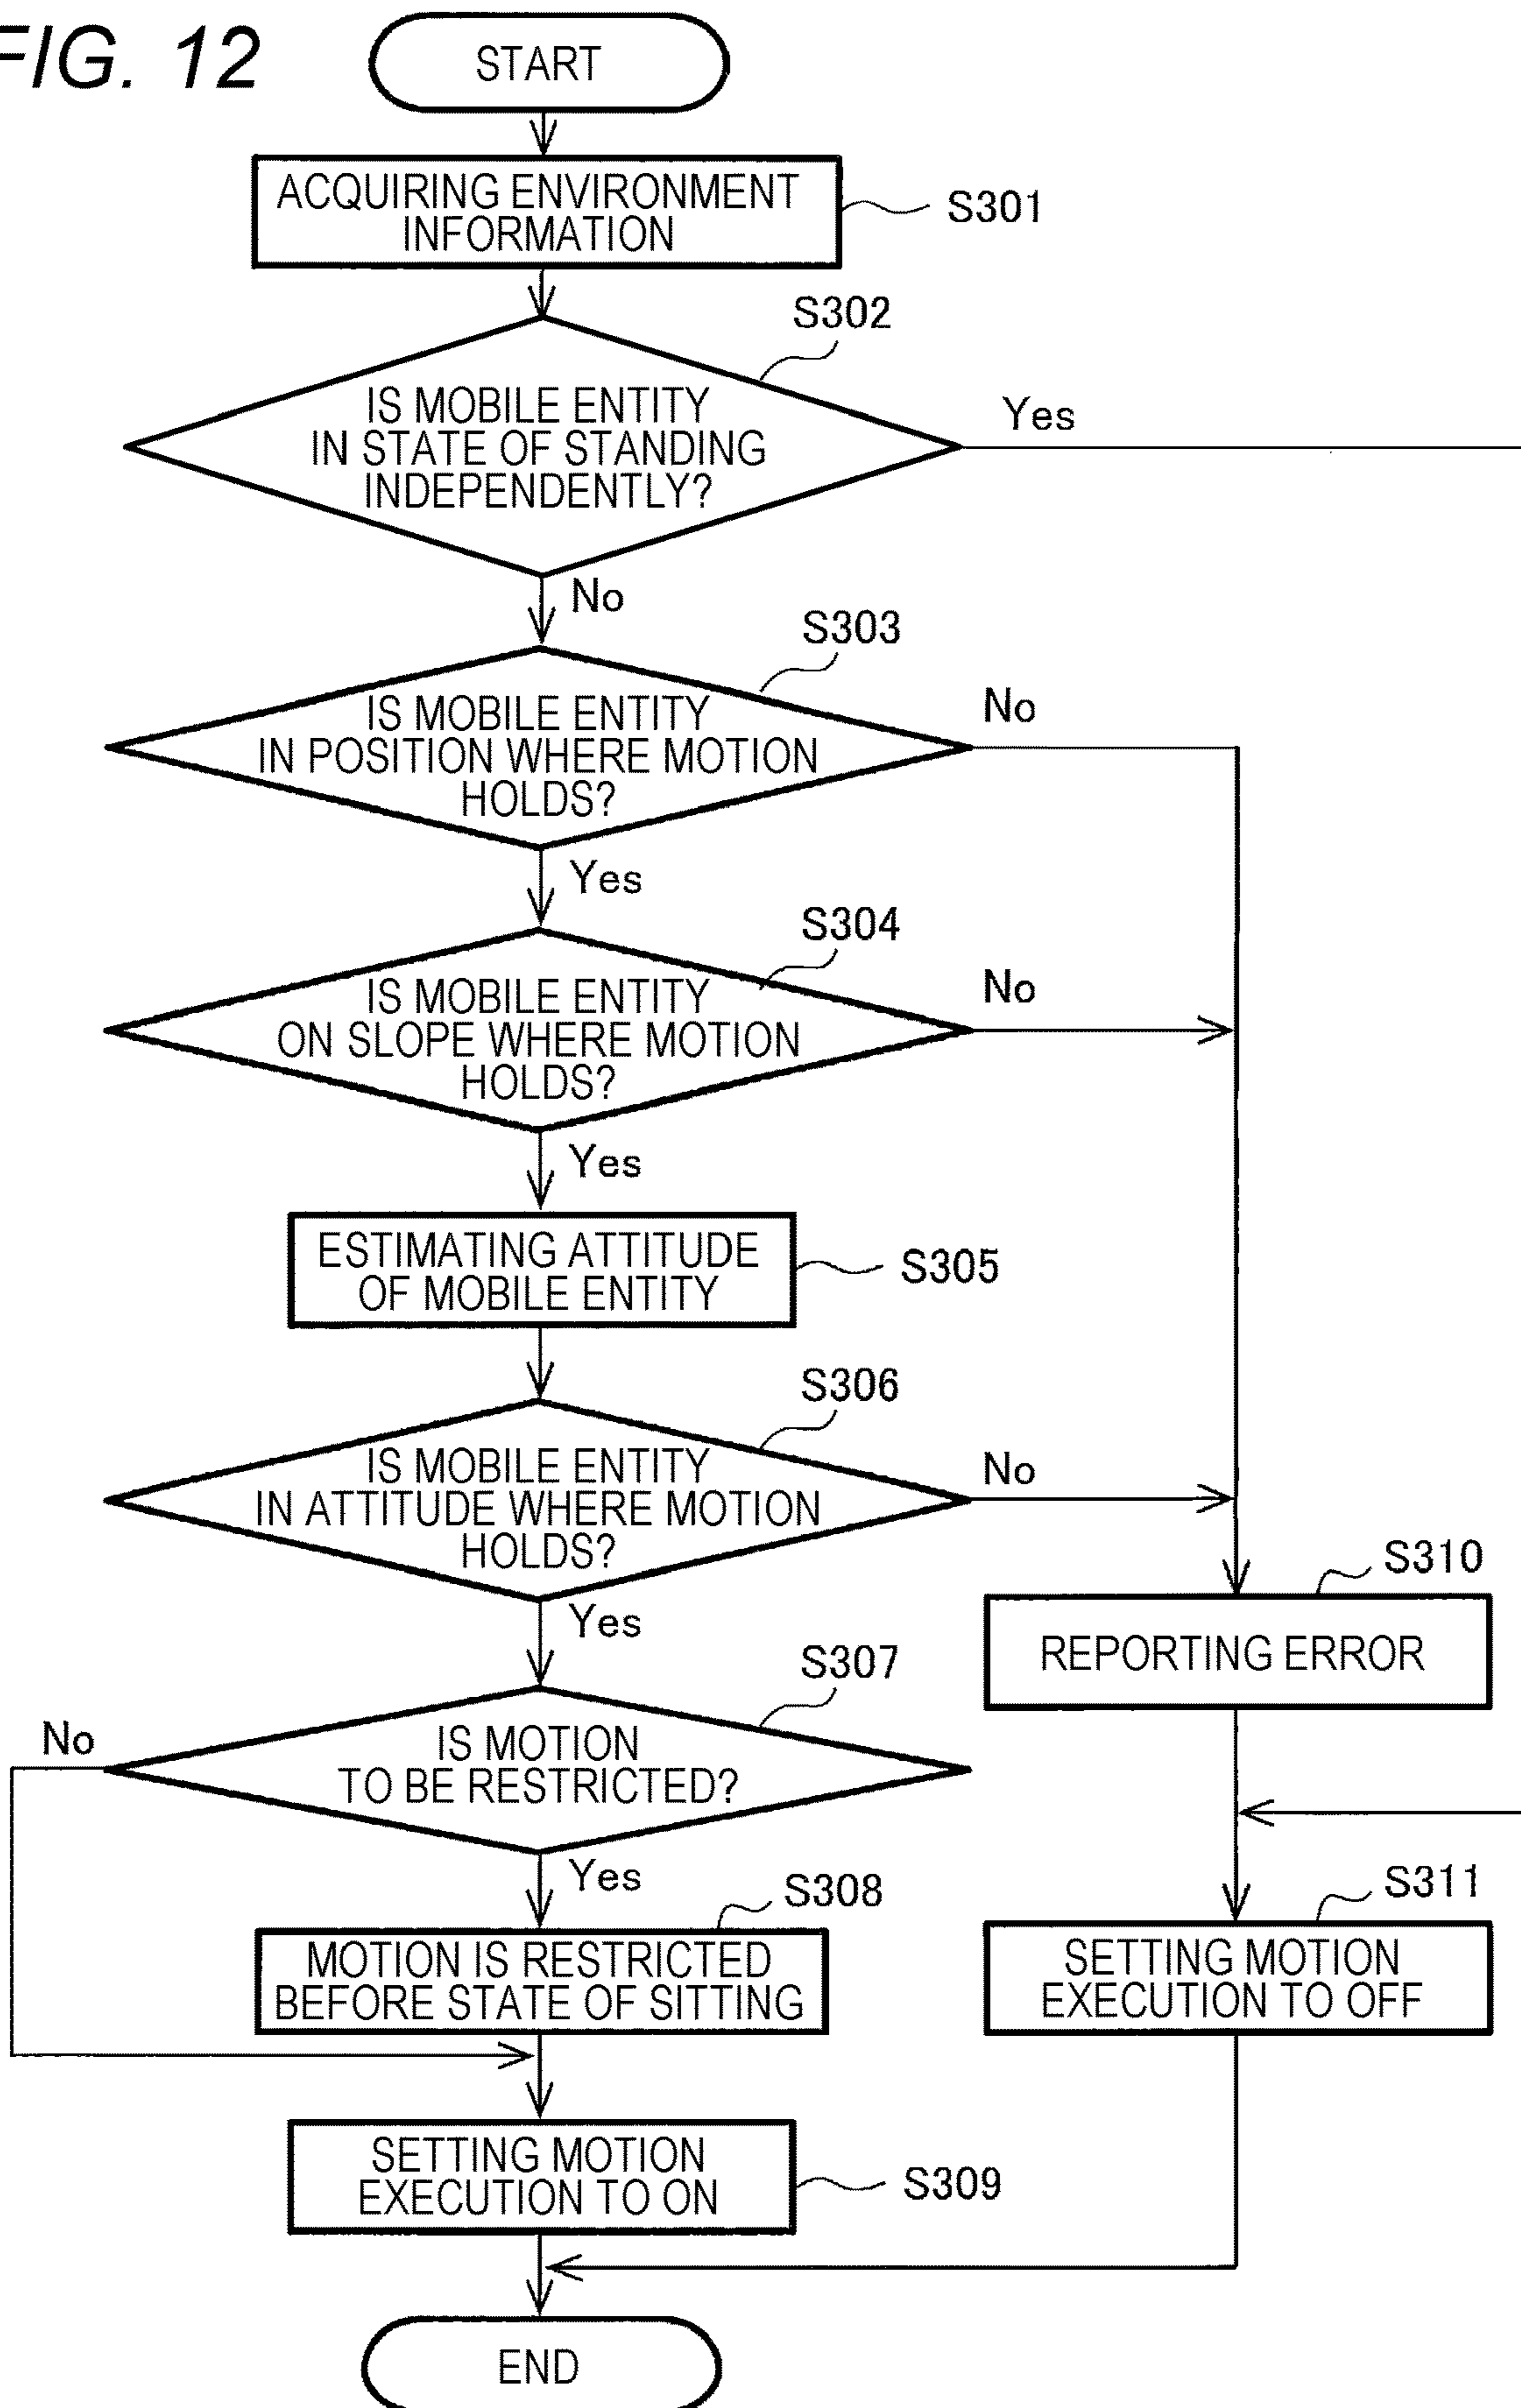 FIG. 12
START
ACQUIRING ENVIRONMENT
INFORMATION
S301
S302
IS MOBILE ENTITY
IN STATE OF STANDING
INDEPENDENTLY?
Yes
No
S303
IS MOBILE ENTITY
IN POSITION WHERE MOTION
HOLDS?
No
Yes
S304
IS MOBILE ENTITY
ON SLOPE WHERE MOTION
HOLDS?
No
Yes
ESTIMATING ATTITUDE
OF MOBILE ENTITY
S305
S306
IS MOBILE ENTITY
IN ATTITUDE WHERE MOTION
HOLDS?
No
Yes
S310
REPORTING ERROR
S307
IS MOTION
TO BE RESTRICTED?
No
Yes
S308
MOTION IS RESTRICTED
BEFORE STATE OF SITTING
S311
SETTING MOTION
EXECUTION TO OFF
SETTING MOTION
EXECUTION TO ON
S309
END